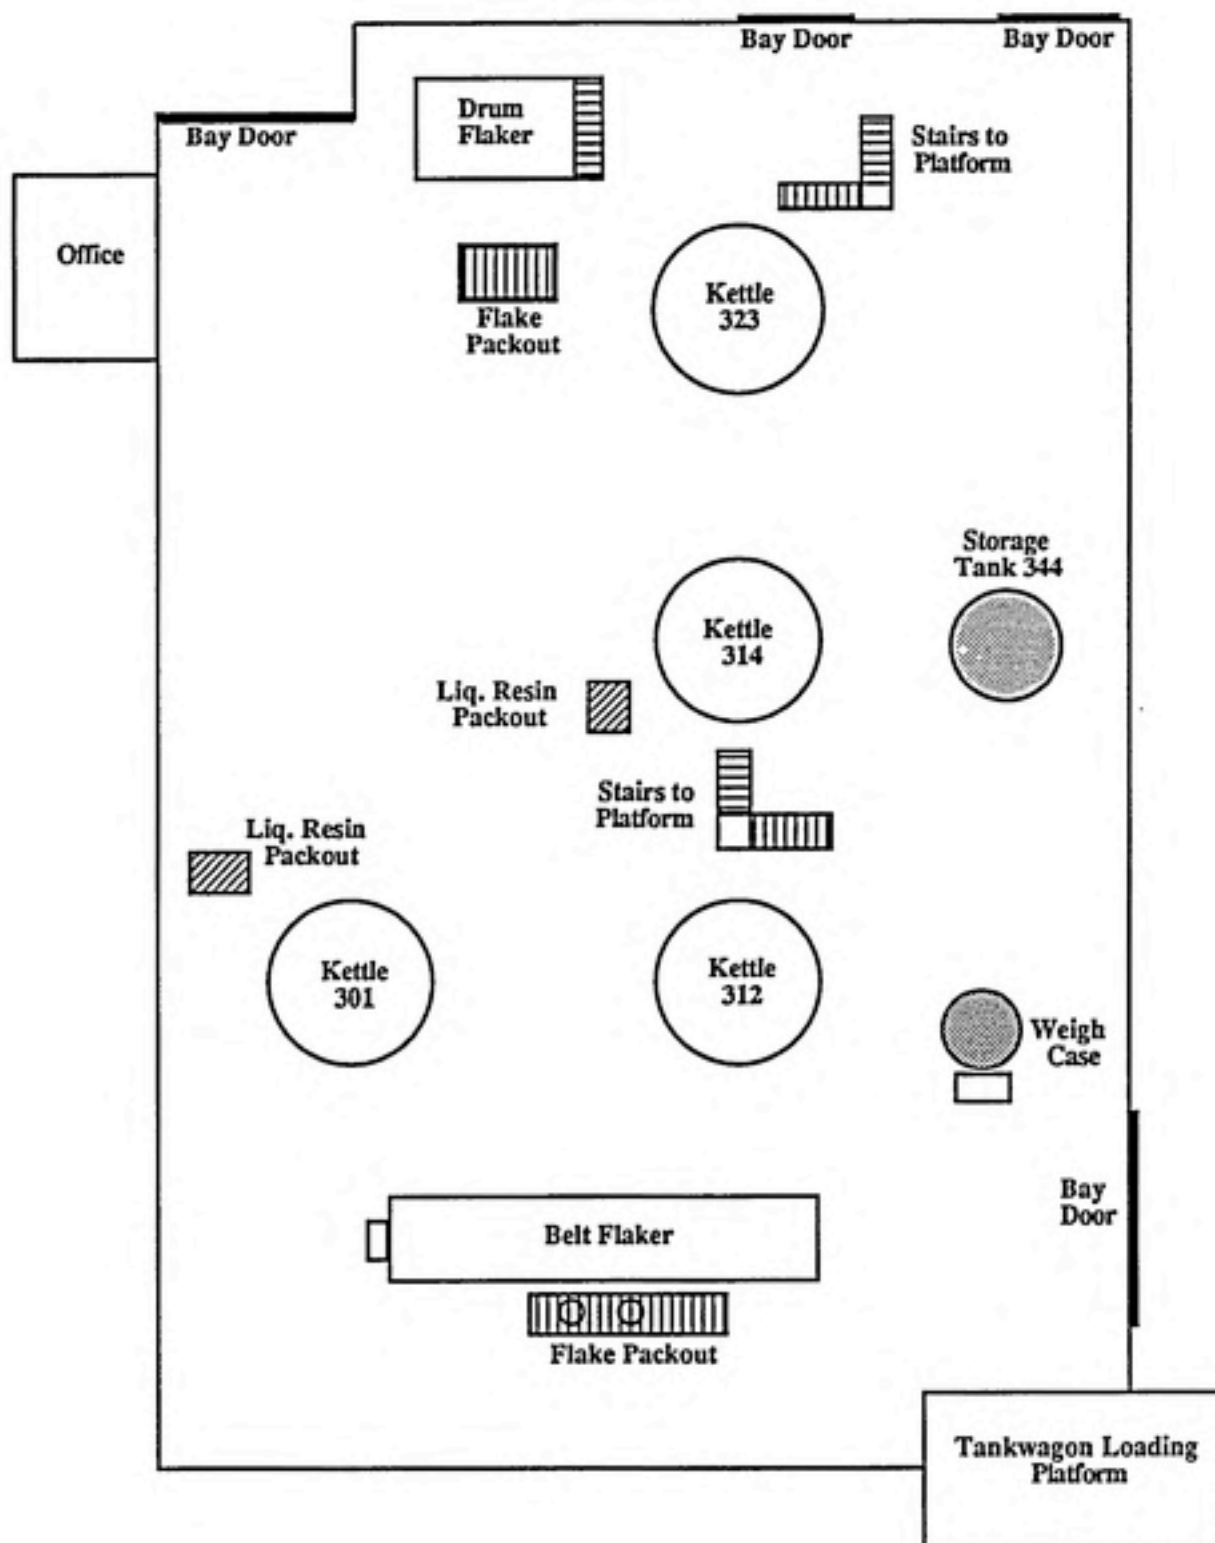 Bay Door
Bay Door
Bay Door
Drum
Flaker
Stairs to
Platform
Office
Flake
Packout
Kettle
323
Storage
Tank 344
Kettle
314
Liq. Resin
Packout
Stairs to
Platform
Liq. Resin
Packout
Kettle
301
Kettle
312
Weigh
Case
Bay
Door
Belt Flaker
Flake Packout
Tankwagon Loading
Platform